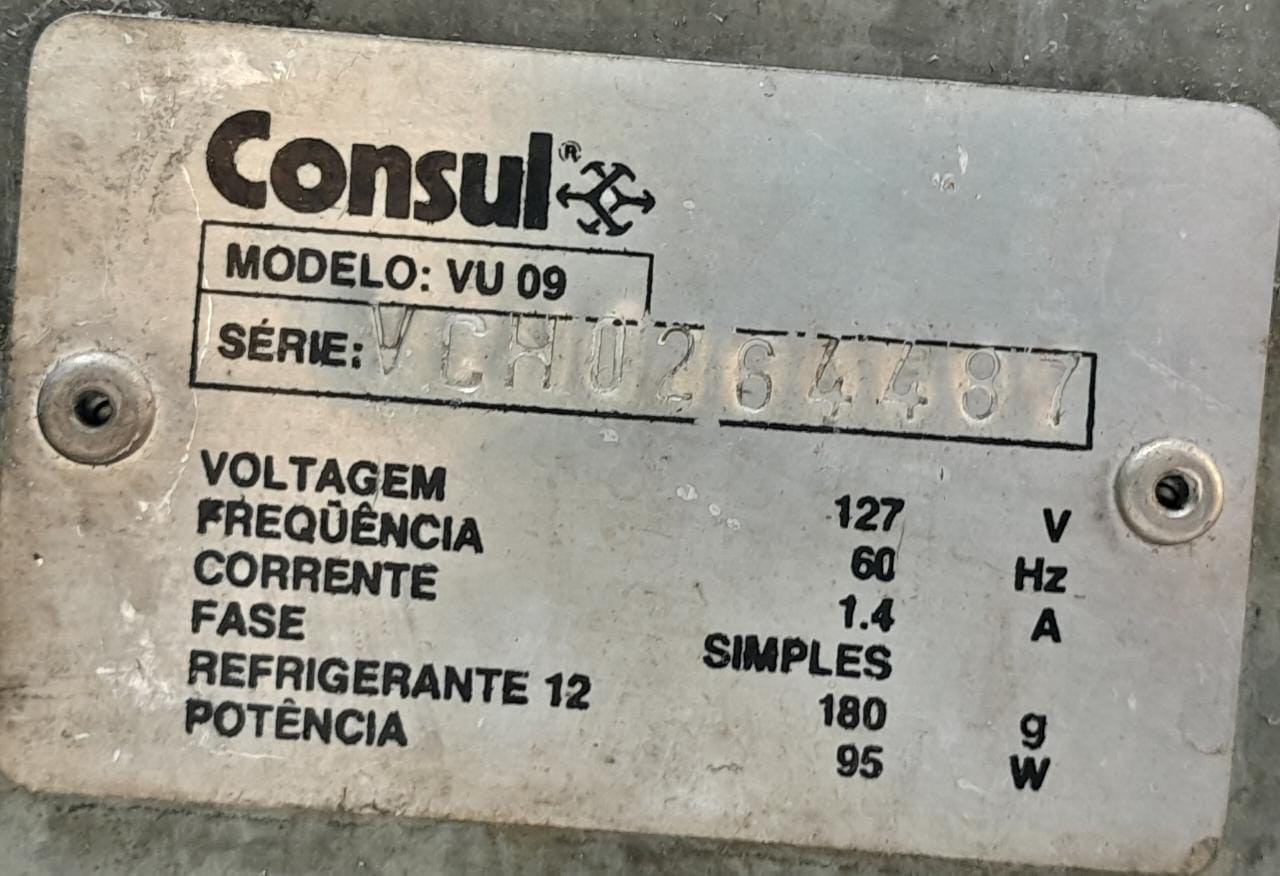 Consul®
MODELO: VU 09
SÉRIE: VCH0264487
VOLTAGEM 127 V
FREQÜÊNCIA 60 Hz
CORRENTE 1.4 A
FASE SIMPLES
REFRIGERANTE 12 180 g
POTÊNCIA 95 W